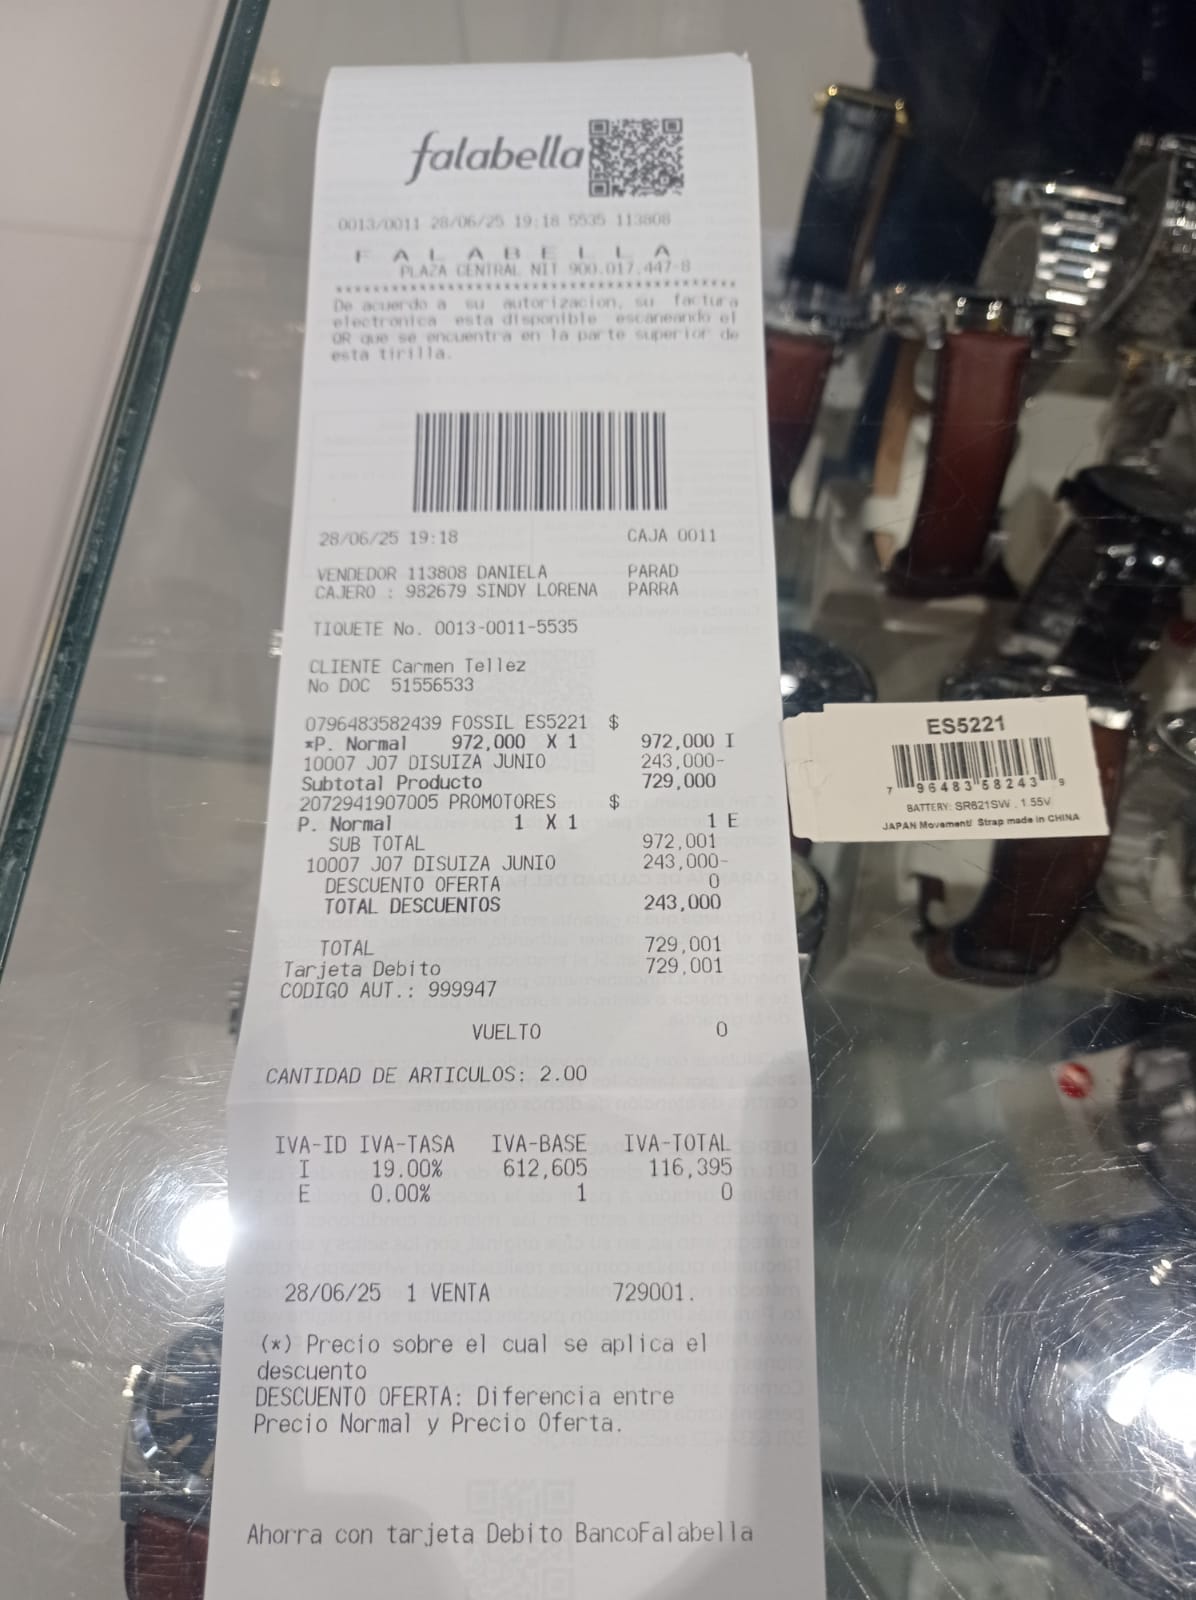 falabella
0013/0011 28/06/25 19:18 5535 113808
F A L A B E L L A
PLAZA CENTRAL NIT 900.017.447-8
De acuerdo a su autorizacion, su factura
electronica esta disponible escaneando el
QR que se encuentra en la parte superior de
esta tirilla.
28/06/25 19:18 CAJA 0011
VENDEDOR 113808 DANIELA PARAD
CAJERO : 982679 SINDY LORENA PARRA
TIQUETE No. 0013-0011-5535
CLIENTE Carmen Tellez
No DOC 51556533
0796483582439 FOSSIL ES5221 $
*P. Normal 972,000 X 1 972,000 I
10007 J07 DISUIZA JUNIO 243,000-
Subtotal Producto 729,000
2072941907005 PROMOTORES $
P. Normal 1 X 1 1 E
SUB TOTAL 972,001
10007 J07 DISUIZA JUNIO 243,000-
DESCUENTO OFERTA 0
TOTAL DESCUENTOS 243,000
TOTAL 729,001
Tarjeta Debito 729,001
CODIGO AUT.: 999947
VUELTO 0
CANTIDAD DE ARTICULOS: 2.00
IVA-ID IVA-TASA IVA-BASE IVA-TOTAL
I 19.00% 612,605 116,395
E 0.00% 1 0
28/06/25 1 VENTA 729001.
(*) Precio sobre el cual se aplica el
descuento
DESCUENTO OFERTA: Diferencia entre
Precio Normal y Precio Oferta.
Ahorra con tarjeta Debito BancoFalabella
ES5221
7 96483 58243 9
BATTERY: SR621SW . 1.55V
JAPAN Movement/ Strap made in CHINA